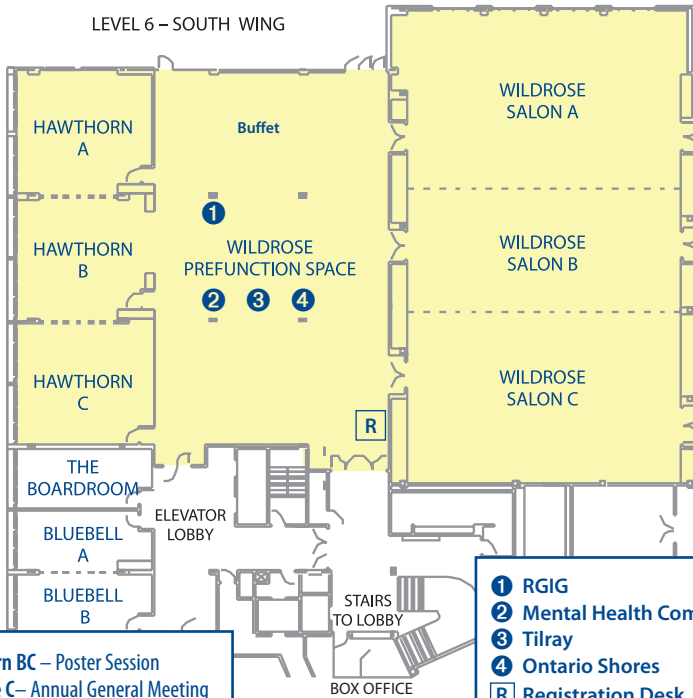 LEVEL 6 – SOUTH WING
HAWTHORN
A
Buffet
WILDROSE
SALON A
1
HAWTHORN
B
WILDROSE
PREFUNCTION SPACE
WILDROSE
SALON B
2 3 4
HAWTHORN
C
WILDROSE
SALON C
R
THE
BOARDROOM
ELEVATOR
LOBBY
BLUEBELL
A
BLUEBELL
B
STAIRS
TO LOBBY
BOX OFFICE
1 RGIG
2 Mental Health Com
3 Tilray
4 Ontario Shores
R Registration Desk
rn BC – Poster Session
C– Annual General Meeting